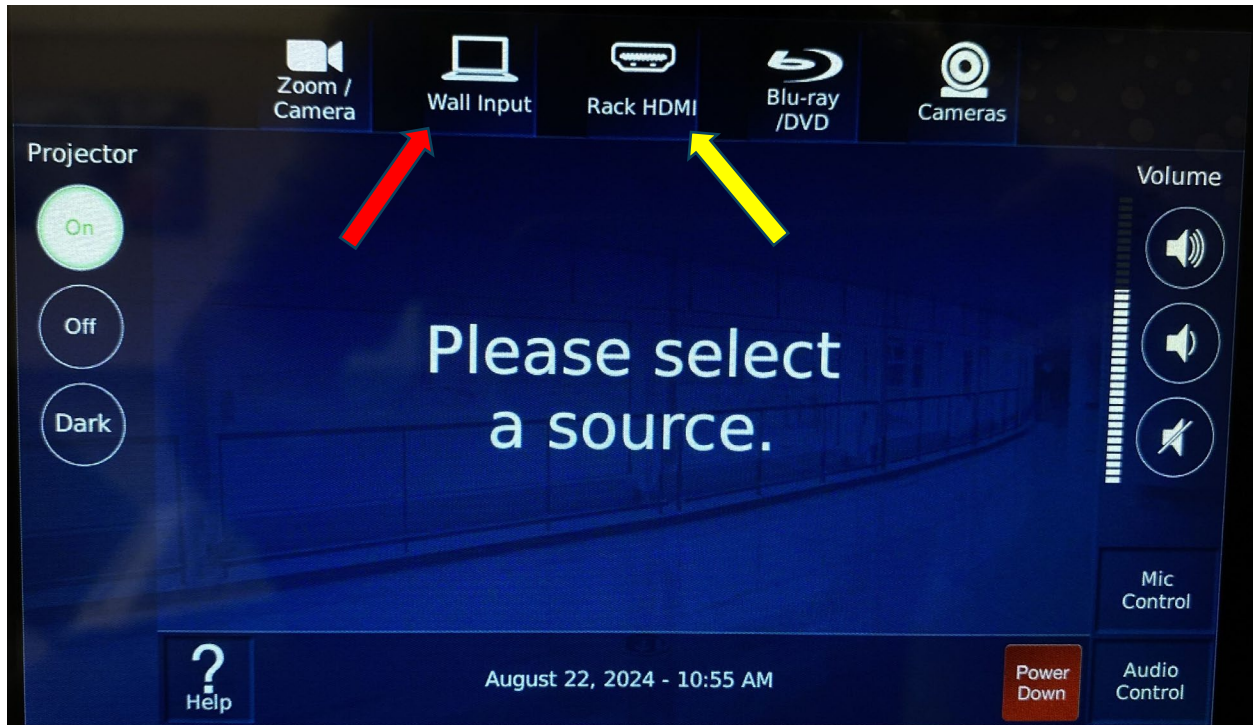 Zoom /
Camera
Wall Input
Rack HDMI
Blu-ray
/DVD
Cameras
Projector
On
Off
Dark
Volume
Please select
a source.
Mic
Control
Help
August 22, 2024 - 10:55 AM
Power
Down
Audio
Control